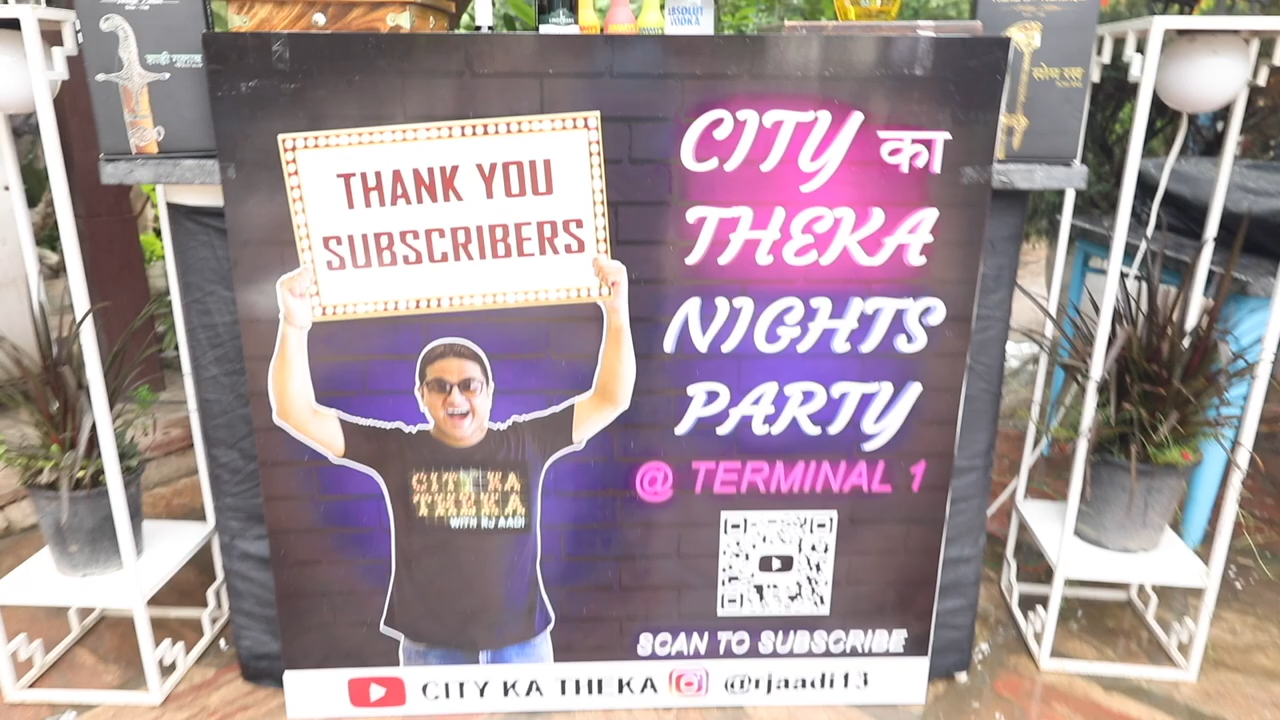 ABSOLUT
VODKA
THANK YOU
SUBSCRIBERS
CITY का
THEKA
NIGHTS
PARTY
@ TERMINAL 1
CITY KA
THEKA
WITH RJ AADI
SCAN TO SUBSCRIBE
CITY KA THEKA @rjaadi13